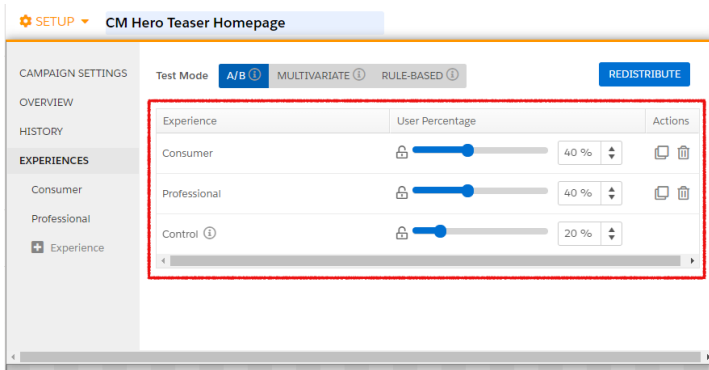 SETUP CM Hero Teaser Homepage
CAMPAIGN SETTINGS
OVERVIEW
HISTORY
EXPERIENCES
Consumer
Professional
Experience
Test Mode A/B MULTIVARIATE RULE-BASED REDISTRIBUTE
Experience User Percentage Actions
Consumer 40 %
Professional 40 %
Control 20 %